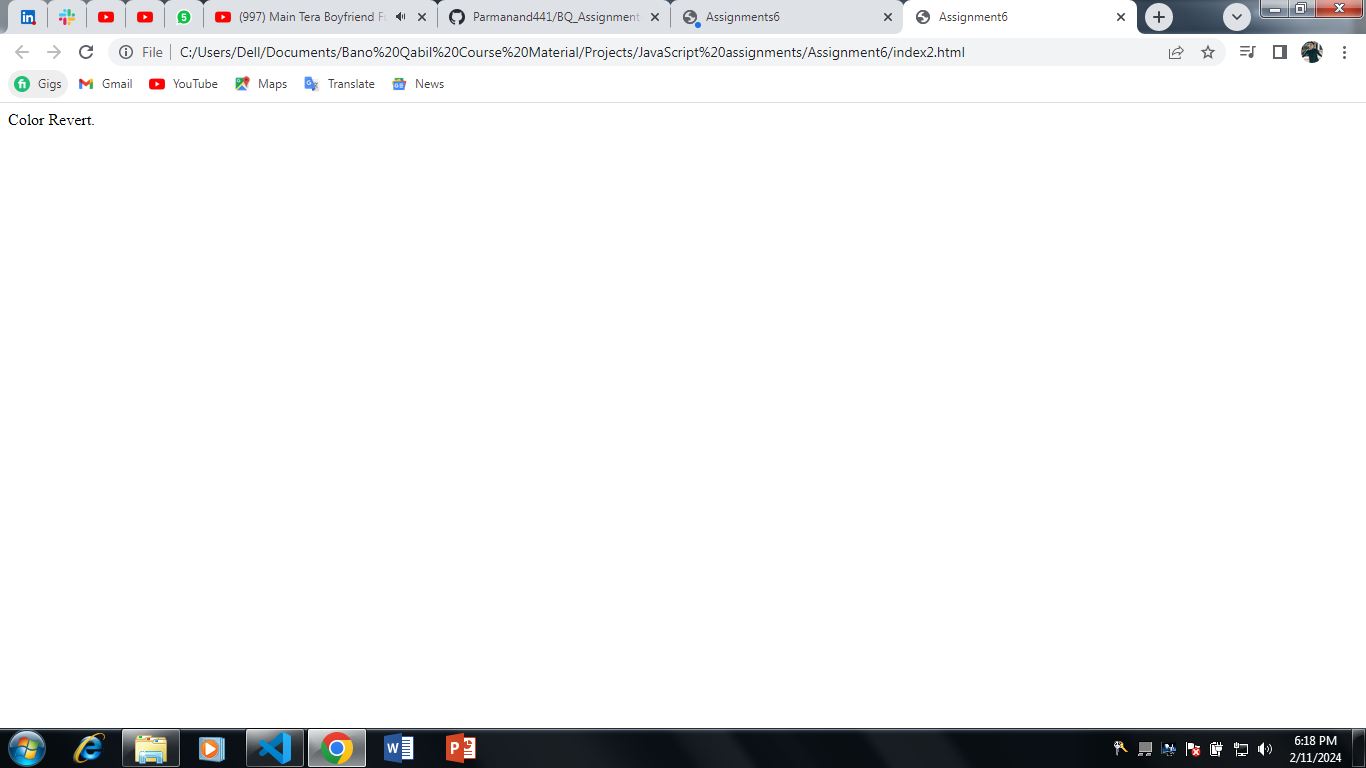 (997) Main Tera Boyfriend Fu
Parmanand441/BQ_Assignment
Assignments6
Assignment6
File
C:/Users/Dell/Documents/Bano%20Qabil%20Course%20Material/Projects/JavaScript%20assignments/Assignment6/index2.html
Gigs Gmail YouTube Maps Translate News
Color Revert.
6:18 PM
2/11/2024